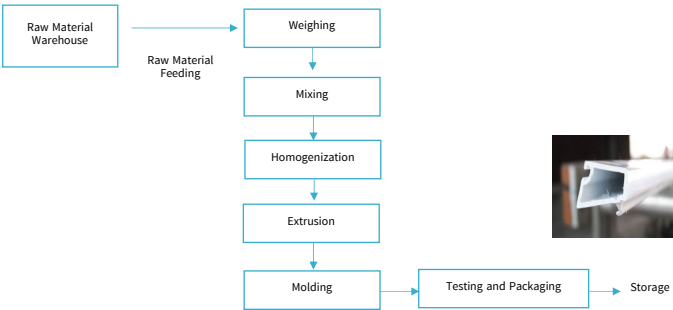 Raw Material
Warehouse
Raw Material
Feeding
Weighing
Mixing
Homogenization
Extrusion
Molding
Testing and Packaging
Storage